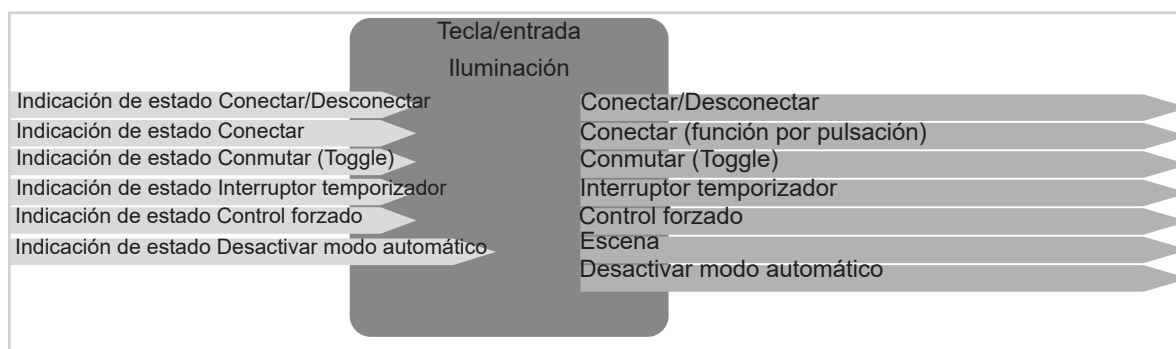 Tecla/entrada
Iluminación
Indicación de estado Conectar/Desconectar
Indicación de estado Conectar
Indicación de estado Conmutar (Toggle)
Indicación de estado Interruptor temporizador
Indicación de estado Control forzado
Indicación de estado Desactivar modo automático
Conectar/Desconectar
Conectar (función por pulsación)
Conmutar (Toggle)
Interruptor temporizador
Control forzado
Escena
Desactivar modo automático